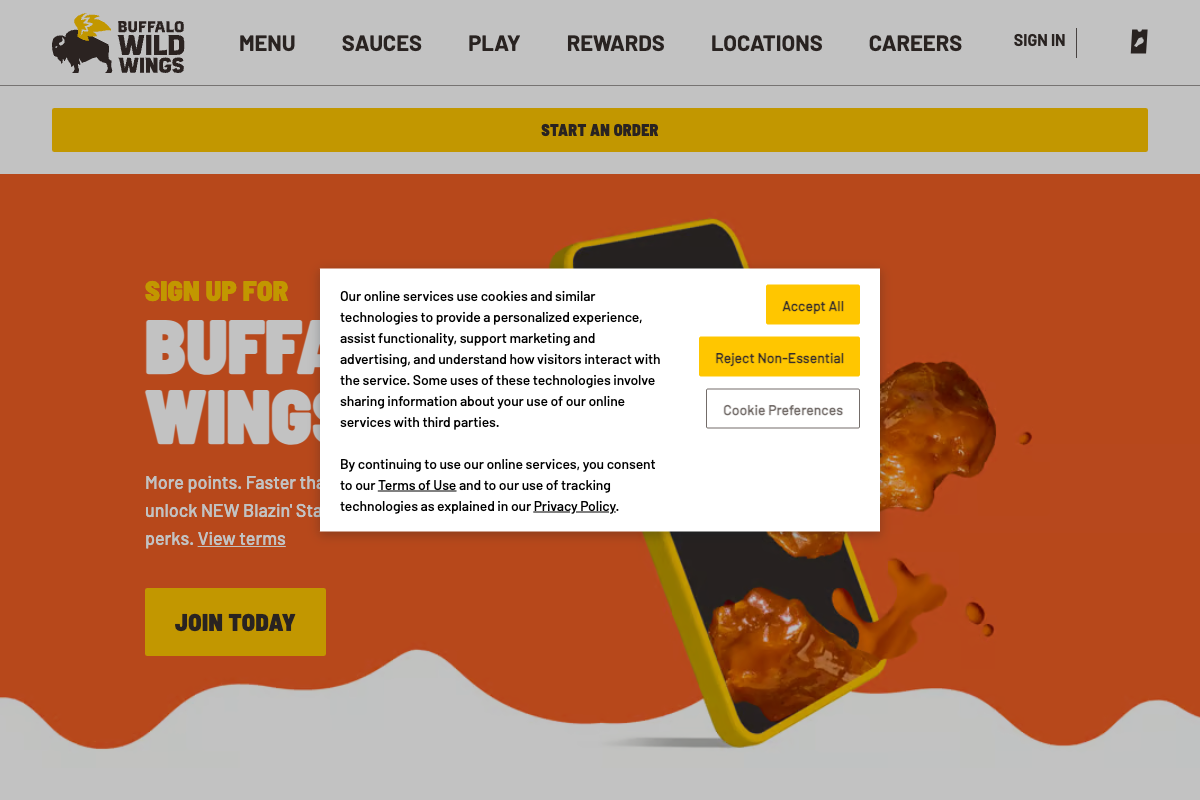 BUFFALO
WILD
WINGS
MENU
SAUCES
PLAY
REWARDS
LOCATIONS
CAREERS
SIGN IN
START AN ORDER
SIGN UP FOR
BUFFA
WINGS
More points. Faster tha
unlock NEW Blazin' Sta
perks. View terms
JOIN TODAY
Our online services use cookies and similar
technologies to provide a personalized experience,
assist functionality, support marketing and
advertising, and understand how visitors interact with
the service. Some uses of these technologies involve
sharing information about your use of our online
services with third parties.
By continuing to use our online services, you consent
to our Terms of Use and to our use of tracking
technologies as explained in our Privacy Policy.
Accept All
Reject Non-Essential
Cookie Preferences